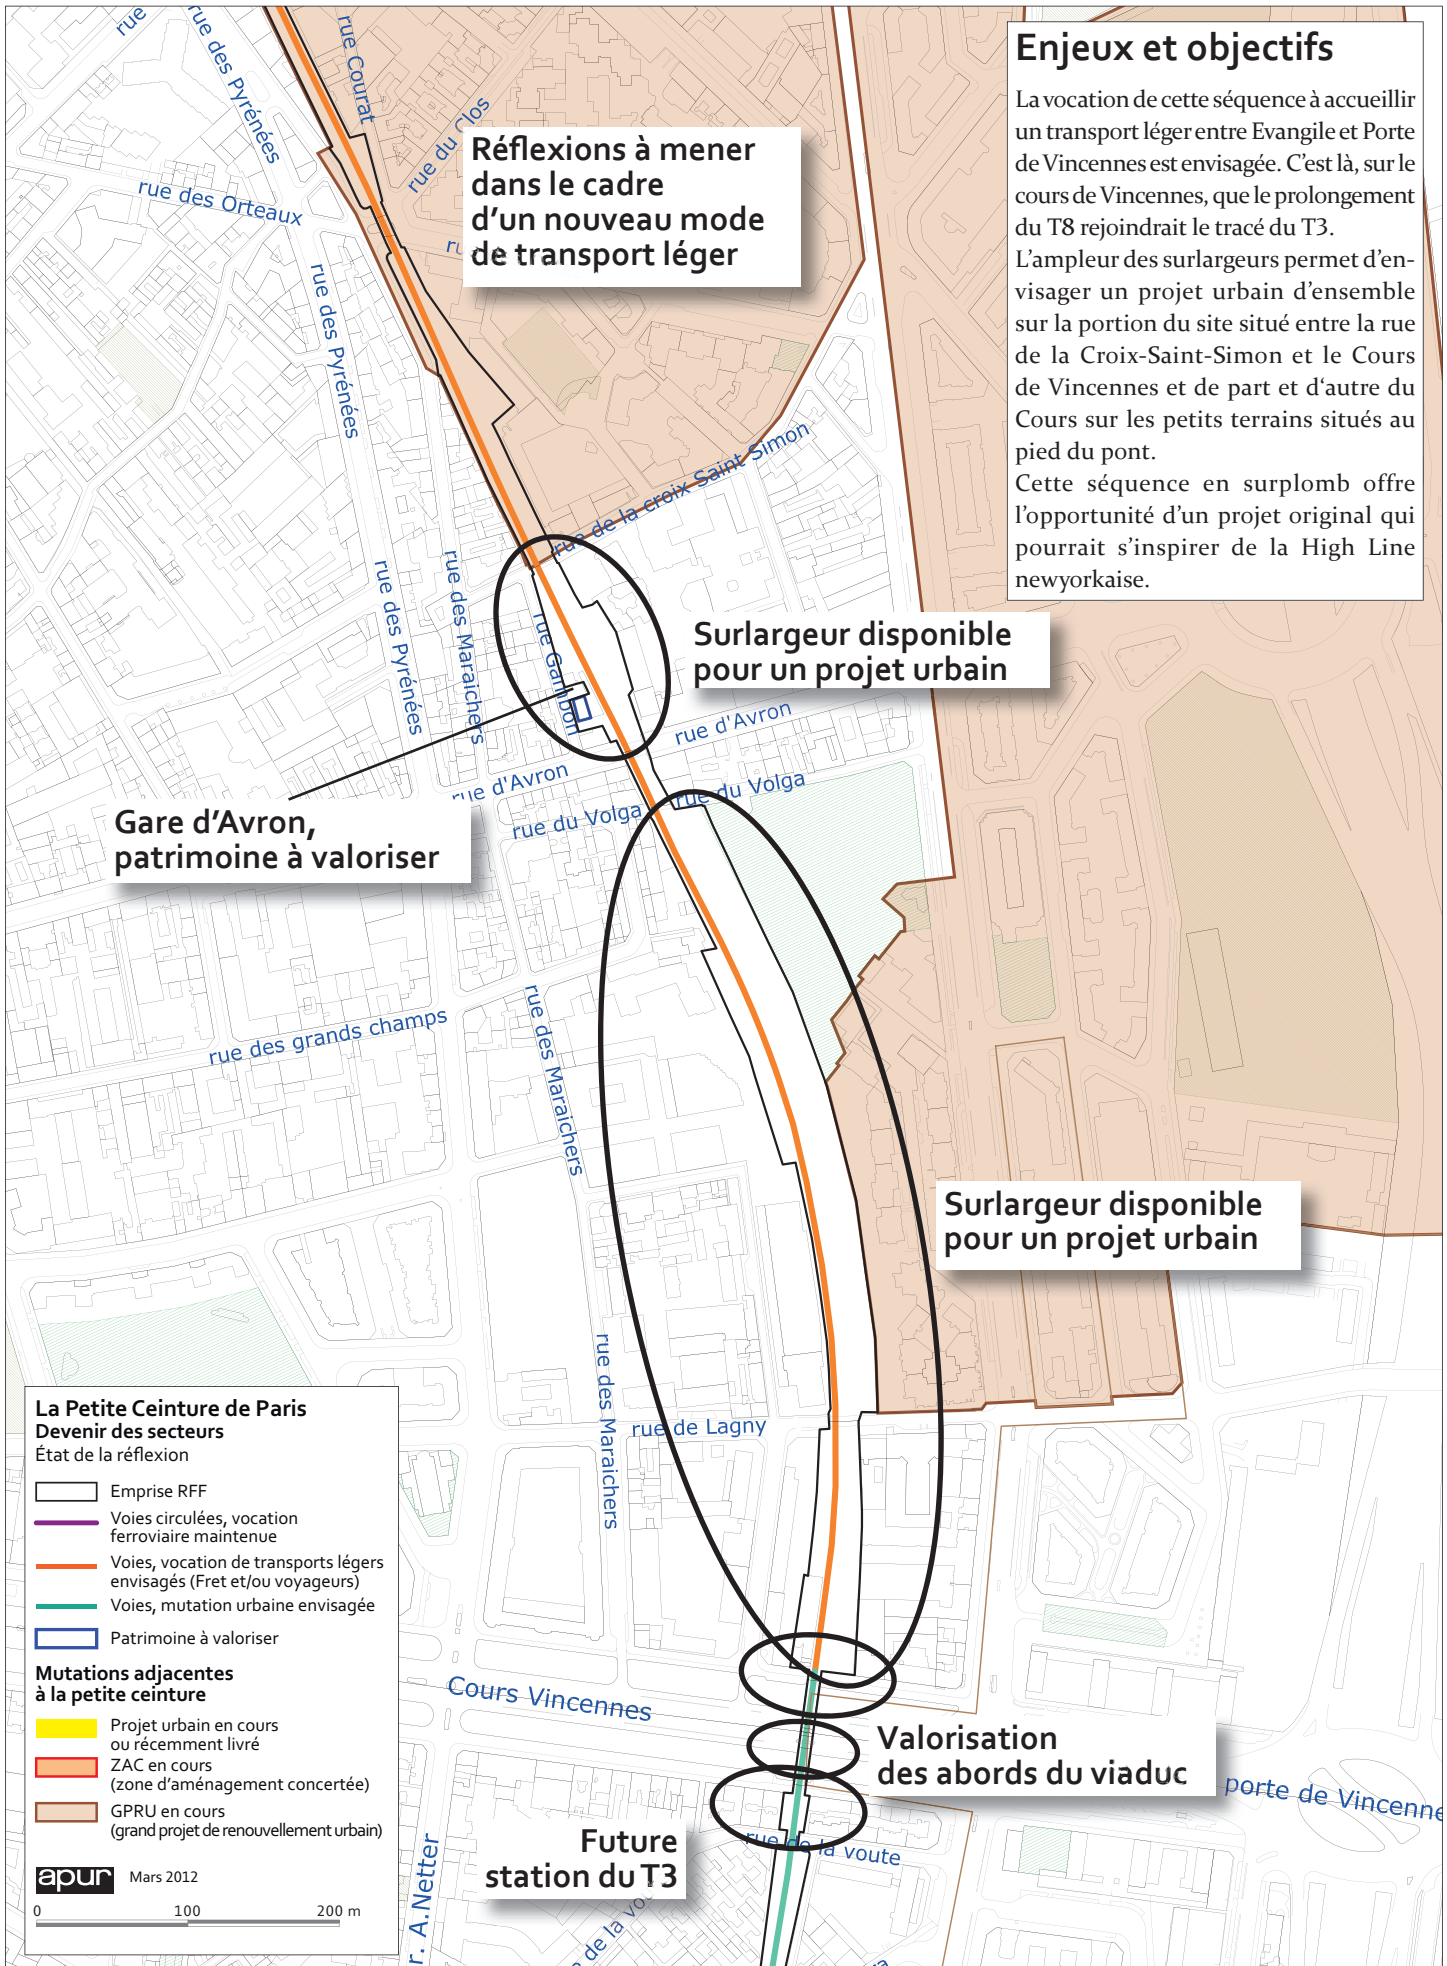 Enjeux et objectifs
La vocation de cette séquence à accueillir
un transport léger entre Evangile et Porte
de Vincennes est envisagée. C'est là, sur le
cours de Vincennes, que le prolongement
du T8 rejoindrait le tracé du T3.
L'ampleur des surlargeurs permet d'en-
visager un projet urbain d'ensemble
sur la portion du site situé entre la rue
de la Croix-Saint-Simon et le Cours
de Vincennes et de part et d'autre du
Cours sur les petits terrains situés au
pied du pont.
Cette séquence en surplomb offre
l'opportunité d'un projet original qui
pourrait s'inspirer de la High Line
newyorkaise.
rue
rue des Pyrénées
rue Courat
rue du Clos
Réflexions à mener
dans le cadre
d'un nouveau mode
de transport léger
rue des Orteaux
rue des Pyrénées
rue de la croix Saint Simon
rue des Pyrénées
rue des Maraichers
rue Gambon
Surlargeur disponible
pour un projet urbain
rue d'Avron
rue d'Avron
rue du Volga
rue du Volga
Gare d'Avron,
patrimoine à valoriser
rue des grands champs
rue des Maraichers
Surlargeur disponible
pour un projet urbain
rue des Maraichers
rue de Lagny
Cours Vincennes
Valorisation
des abords du viaduc
porte de Vincenne
Future
station du T3
rue de la voute
r. A.Netter
La Petite Ceinture de Paris
Devenir des secteurs
État de la réflexion
Emprise RFF
Voies circulées, vocation
ferroviaire maintenue
Voies, vocation de transports légers
envisagés (Fret et/ou voyageurs)
Voies, mutation urbaine envisagée
Patrimoine à valoriser
Mutations adjacentes
à la petite ceinture
Projet urbain en cours
ou récemment livré
ZAC en cours
(zone d'aménagement concertée)
GPRU en cours
(grand projet de renouvellement urbain)
apur Mars 2012
0 100 200 m